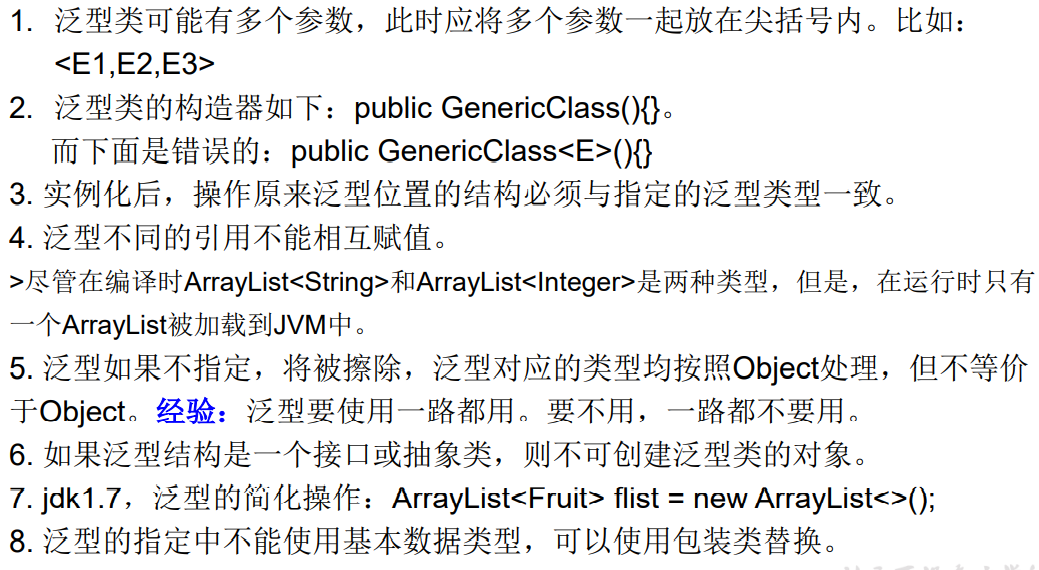 1. 泛型类可能有多个参数，此时应将多个参数一起放在尖括号内。比如：
<E1,E2,E3>
2. 泛型类的构造器如下：public GenericClass(){}。
而下面是错误的：public GenericClass<E>(){}
3. 实例化后，操作原来泛型位置的结构必须与指定的泛型类型一致。
4. 泛型不同的引用不能相互赋值。
>尽管在编译时ArrayList<String>和ArrayList<Integer>是两种类型，但是，在运行时只有
一个ArrayList被加载到JVM中。
5. 泛型如果不指定，将被擦除，泛型对应的类型均按照Object处理，但不等价
于Object。经验：泛型要使用一路都用。要不用，一路都不要用。
6. 如果泛型结构是一个接口或抽象类，则不可创建泛型类的对象。
7. jdk1.7，泛型的简化操作：ArrayList<Fruit> flist = new ArrayList<>();
8. 泛型的指定中不能使用基本数据类型，可以使用包装类替换。